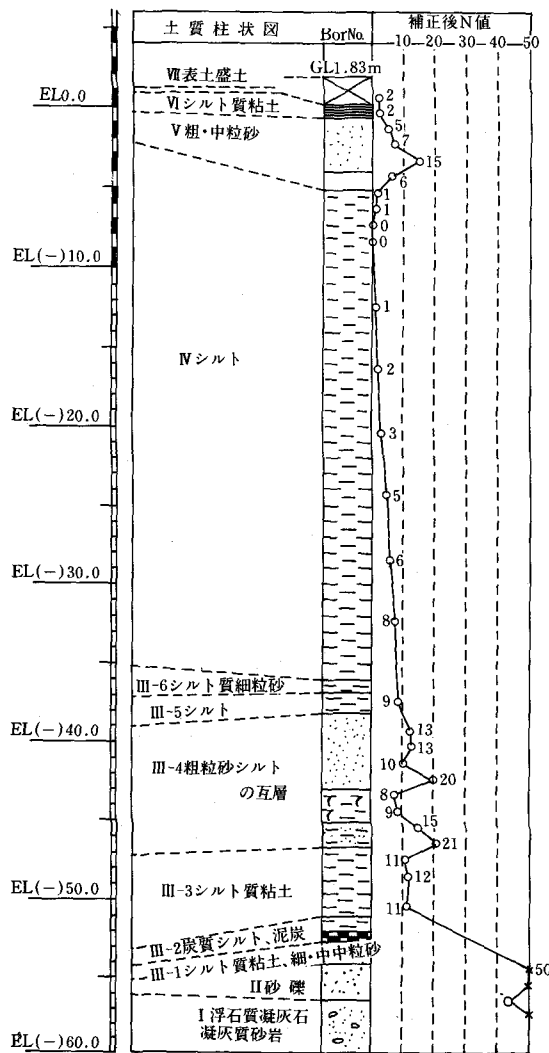 土質柱状図
BorNo.
補正後N値
10 20 50
GL1.83m
VII表土盛土
EL0.0
VIシルト質粘土
V粗・中粒砂
2
2
5
7
15
6
1
1
0
0
EL(-)10.0
1
IVシルト
2
EL(-)20.0
3
5
EL(-)30.0
6
8
III-6シルト質細粒砂
III-5シルト
9
EL(-)40.0
13
13
III-4粗粒砂シルト
の互層
10
20
8
9
15
21
11
12
III-3シルト質粘土
EL(-)50.0
11
III-2炭質シルト、泥炭
III-1シルト質粘土、細・中中粒砂
50
II砂礫
I浮石質凝灰石
凝灰質砂岩
EL(-)60.0